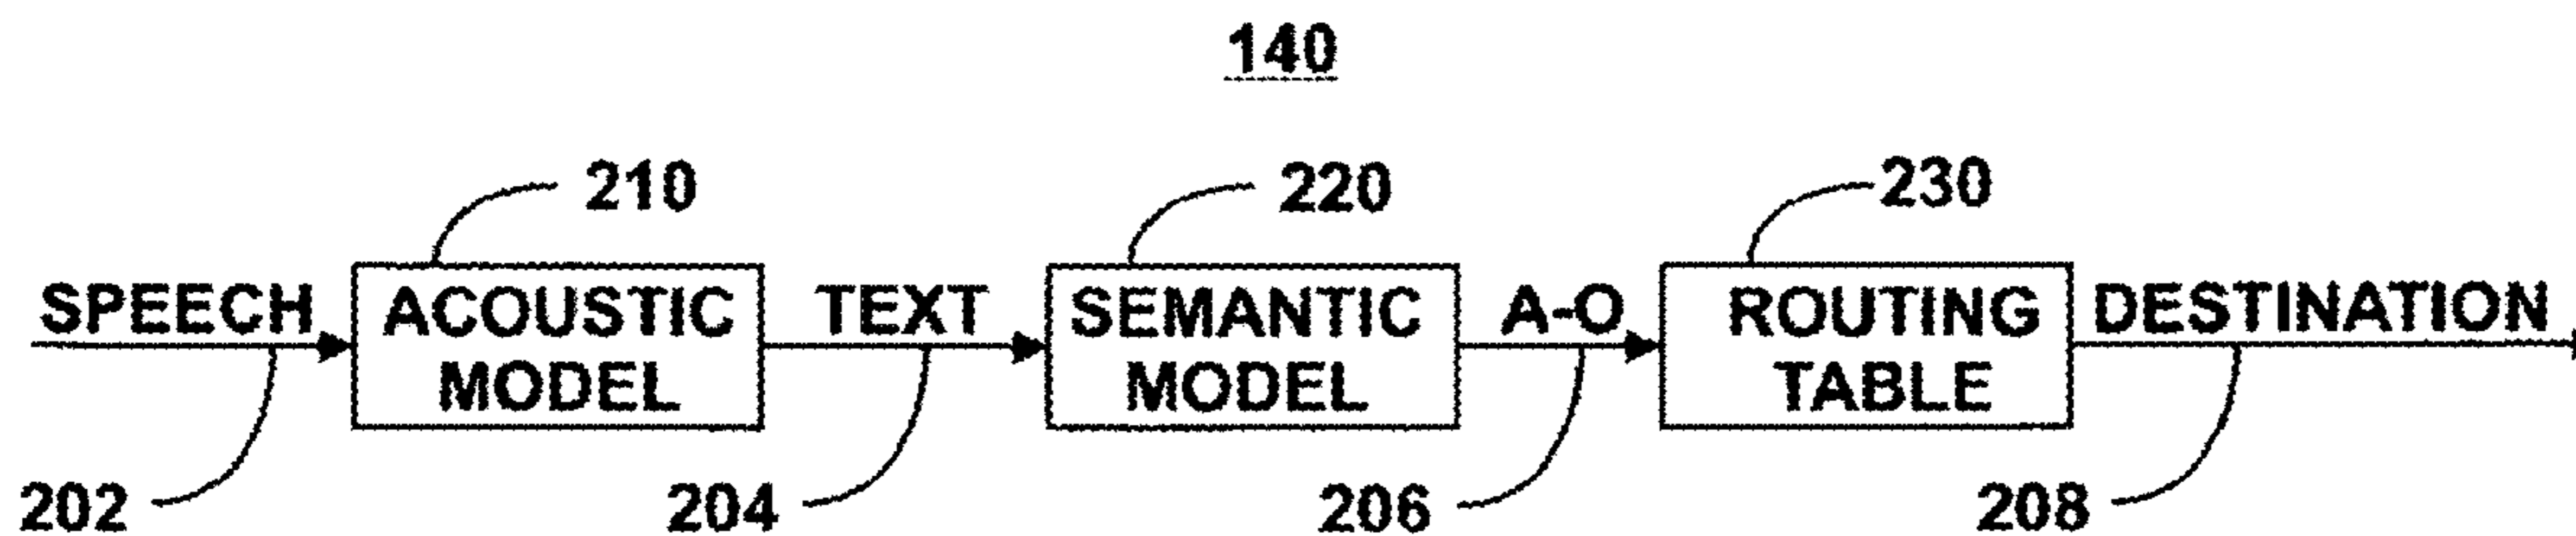 140
210
220
230
SPEECH
ACOUSTIC
MODEL
TEXT
SEMANTIC
MODEL
A-O
ROUTING
TABLE
DESTINATION
202
204
206
208